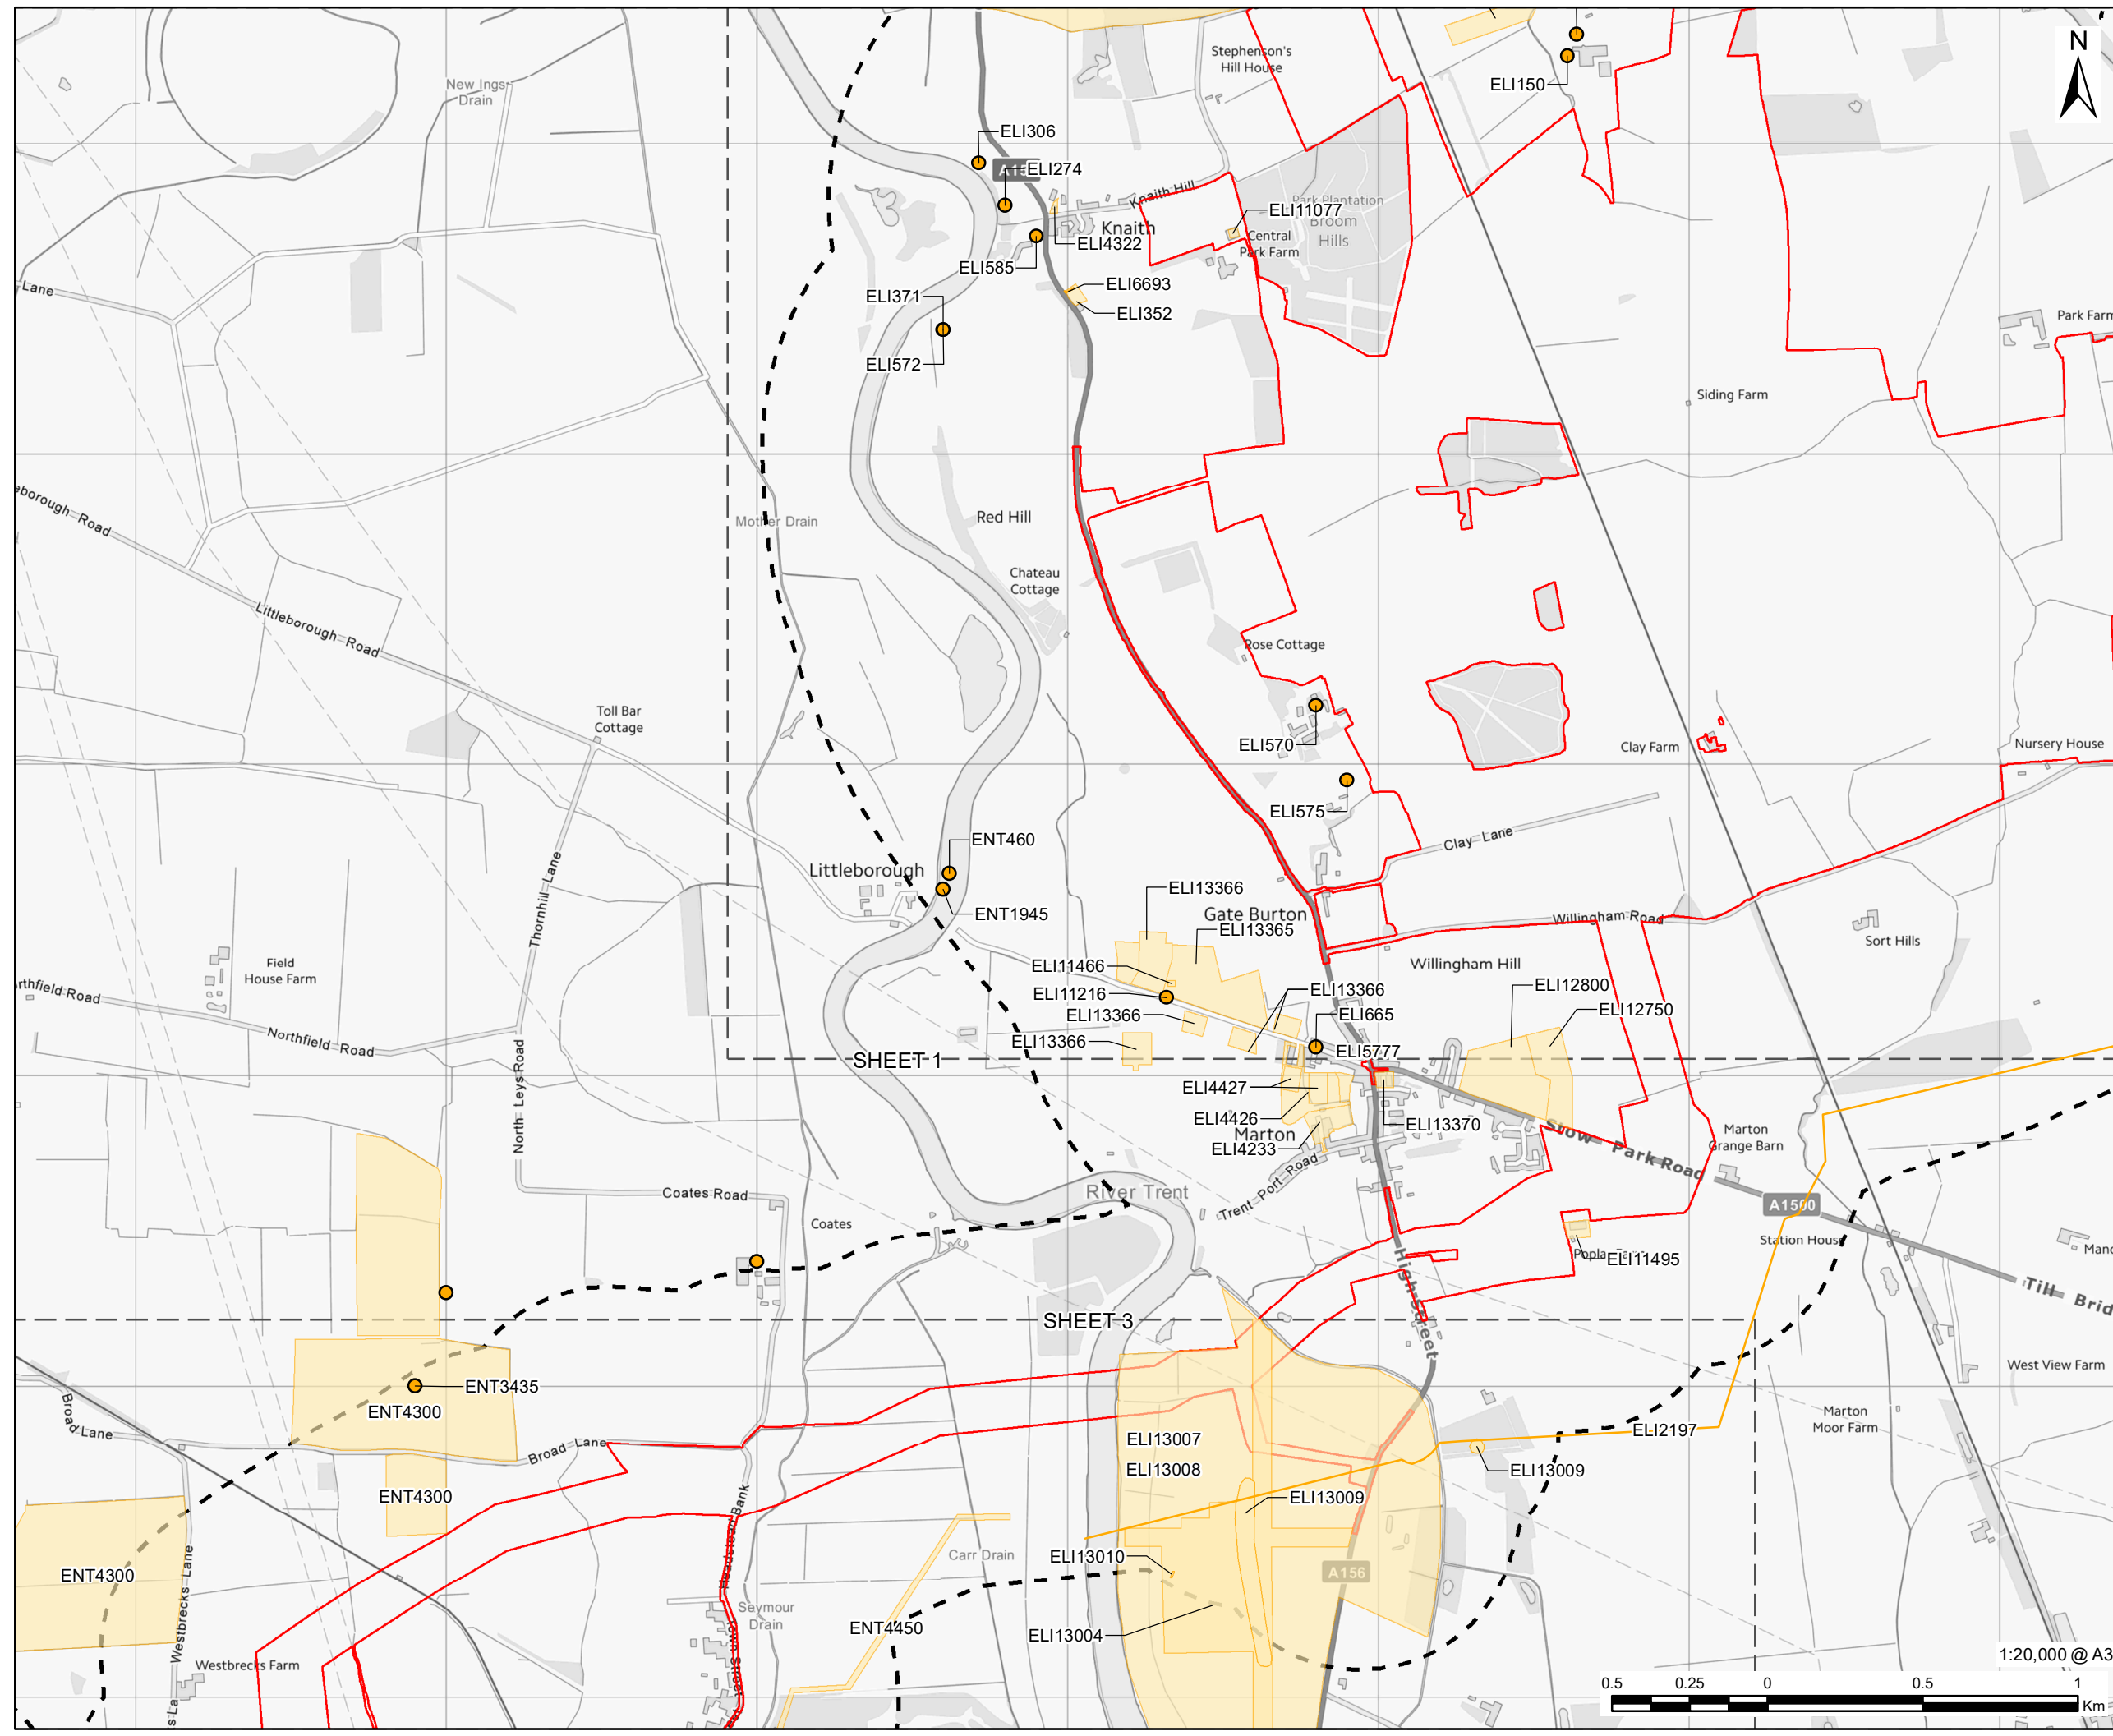 Stephenson's
Hill House
N
New Ings
Drain
ELI150
ELI306
ELI274
Knaith Hill
Park Plantation
ELI11077
Broom
Hills
Knaith
Central
Park Farm
ELI4322
ELI585
Lane
ELI6693
ELI371
ELI352
Park Farm
ELI572
Siding Farm
eborough Road
Mother Drain
Red Hill
Chateau
Cottage
Littleborough Road
Rose Cottage
Toll Bar
Cottage
ELI570
Clay Farm
Nursery House
ELI575
ENT460
Clay Lane
Littleborough
ELI13366
Thornhill Lane
ENT1945
Gate Burton
ELI13365
Willingham Road
Sort Hills
ELI11466
Willingham Hill
Field
House Farm
ELI11216
ELI13366
ELI12800
rthfield Road
ELI13366
ELI665
ELI12750
Northfield Road
ELI13366
ELI5777
SHEET 1
North Leys Road
ELI4427
ELI4426
Marton
ELI13370
ELI4233
Stow Park Road
Marton
Grange Barn
Trent Port Road
River Trent
Coates Road
Coates
A1500
Station House
ELI11495
High Street
Till Brid
SHEET 3
West View Farm
ENT3435
ENT4300
Broad Lane
Broad Lane
Marton
Moor Farm
ELI2197
ELI13007
ELI13008
ELI13009
ENT4300
ELI13009
Headstead Bank
Carr Drain
ELI13010
A156
ENT4300
Westbrecks Lane
Seymour
Drain
ENT4450
ELI13004
Westbrecks Farm
Town Street
1:20,000 @ A3
0.5 0.25 0 0.5 1
Km